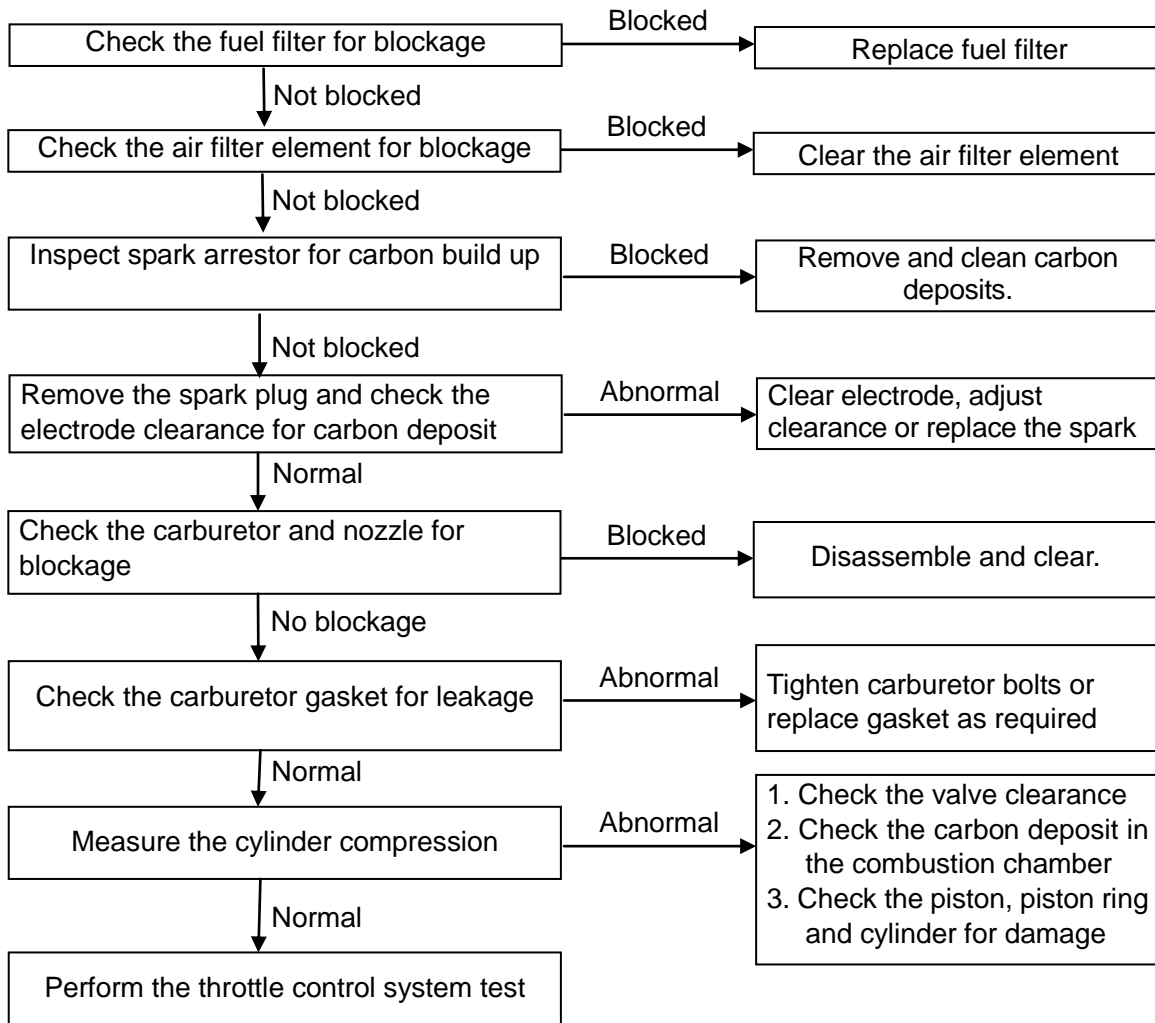 Check the fuel filter for blockage
Blocked
Replace fuel filter
Not blocked
Check the air filter element for blockage
Blocked
Clear the air filter element
Not blocked
Inspect spark arrestor for carbon build up
Blocked
Remove and clean carbon
deposits.
Not blocked
Remove the spark plug and check the
electrode clearance for carbon deposit
Abnormal
Clear electrode, adjust
clearance or replace the spark
Normal
Check the carburetor and nozzle for
blockage
Blocked
Disassemble and clear.
No blockage
Check the carburetor gasket for leakage
Abnormal
Tighten carburetor bolts or
replace gasket as required
Normal
Measure the cylinder compression
Abnormal
1. Check the valve clearance
2. Check the carbon deposit in
the combustion chamber
3. Check the piston, piston ring
and cylinder for damage
Normal
Perform the throttle control system test